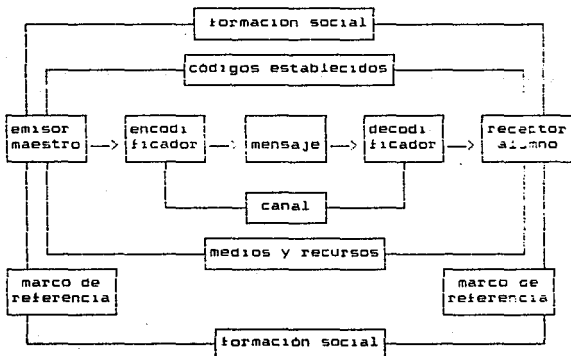 formacion social
códigos establecidos
emisor maestro
encodi ficador
mensaje
decodi ficador
receptor alumno
canal
medios y recursos
marco de referencia
marco de referencia
formación social